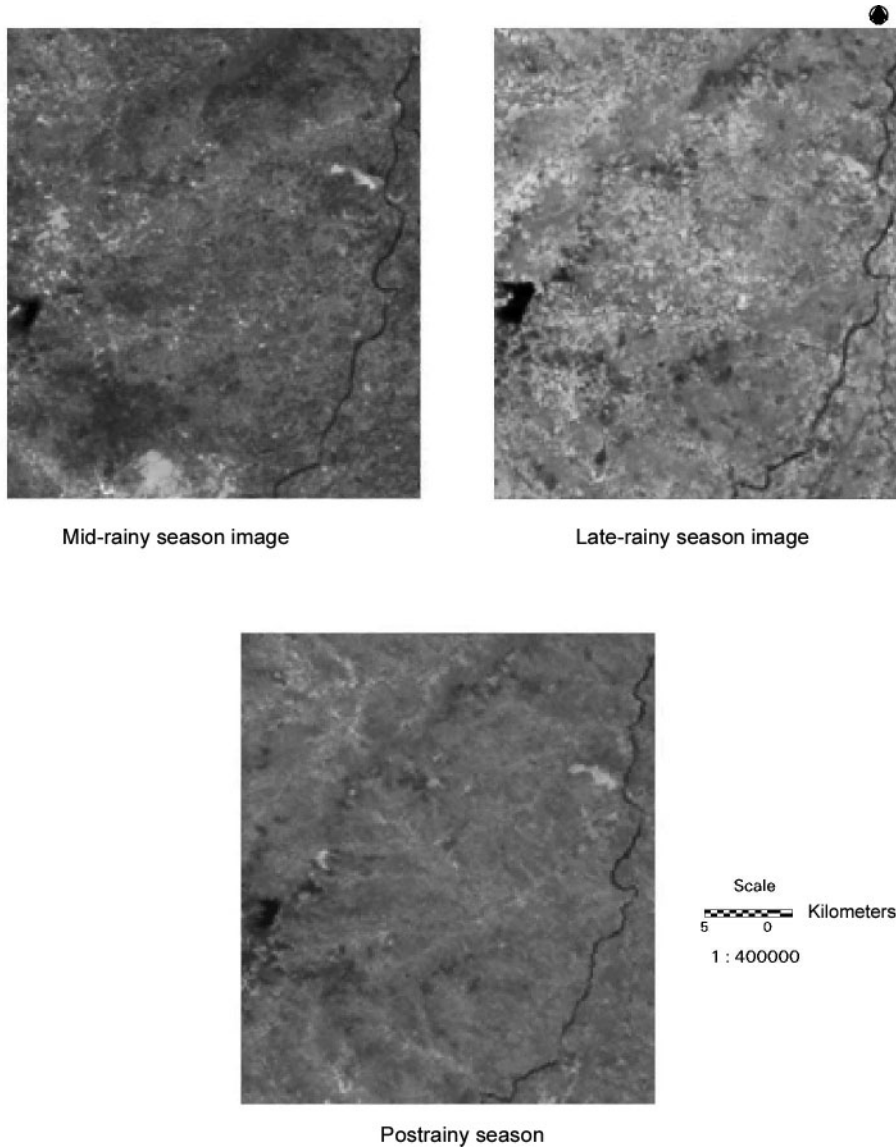 Mid-rainy season image
Late-rainy season image
Scale
Kilometers
5 0
1 : 400000
Postrainy season